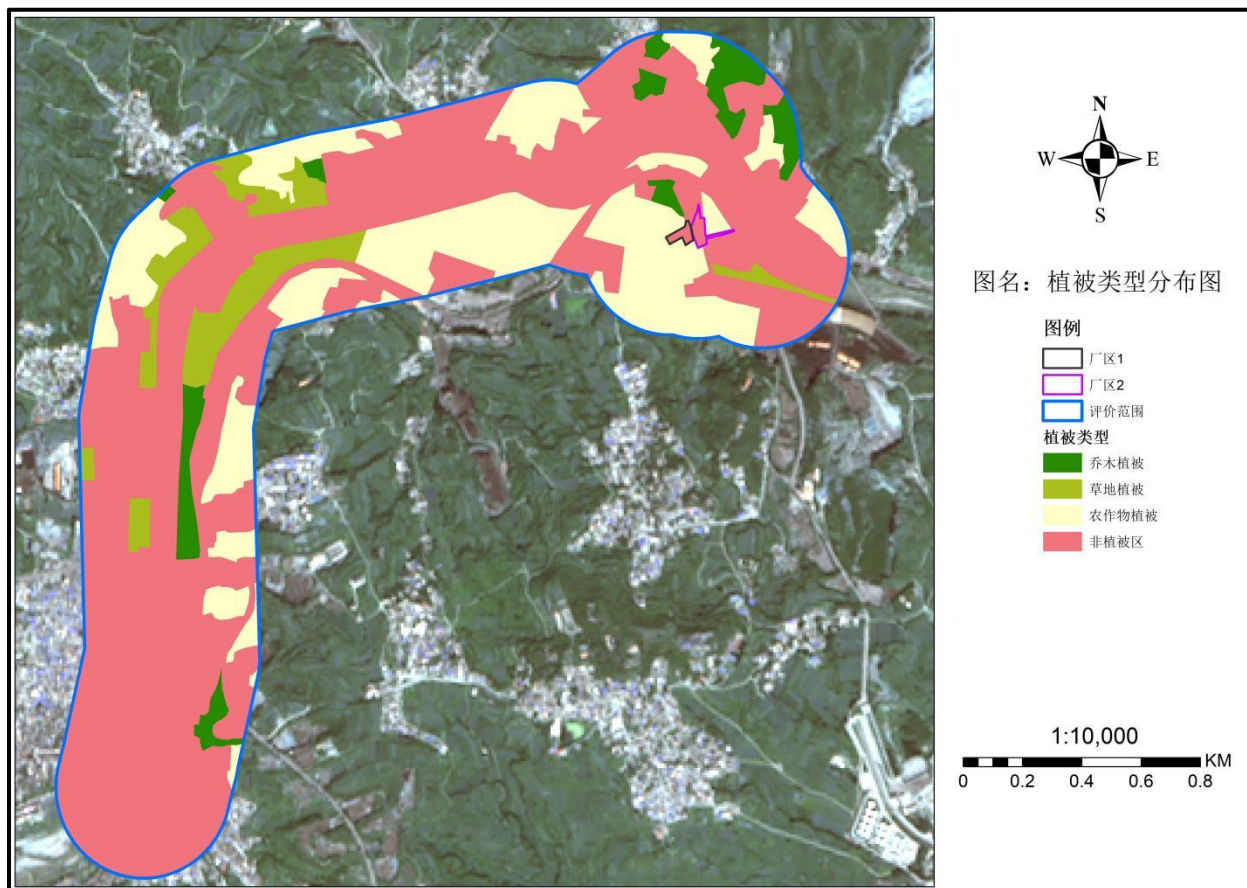 N
W E
S
图名：植被类型分布图
图例
厂区1
厂区2
评价范围
植被类型
乔木植被
草地植被
农作物植被
非植被区
1:10,000
KM
0 0.2 0.4 0.6 0.8